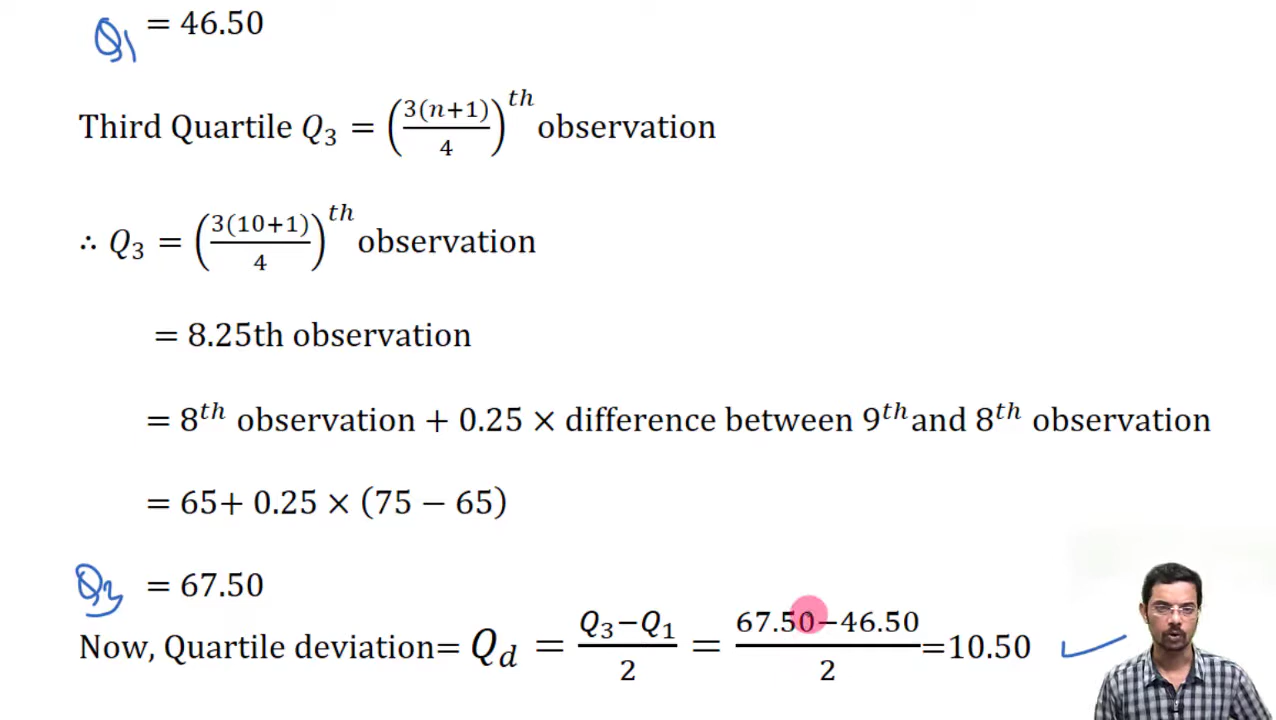 Q1 = 46.50
Third Quartile Q₃ = (3(n+1)/4)ᵗʰ observation
∴ Q₃ = (3(10+1)/4)ᵗʰ observation
= 8.25th observation
= 8ᵗʰ observation + 0.25 × difference between 9ᵗʰ and 8ᵗʰ observation
= 65+ 0.25 × (75 − 65)
Q3 = 67.50
Now, Quartile deviation= Q_d = (Q₃−Q₁)/2 = (67.50−46.50)/2 =10.50